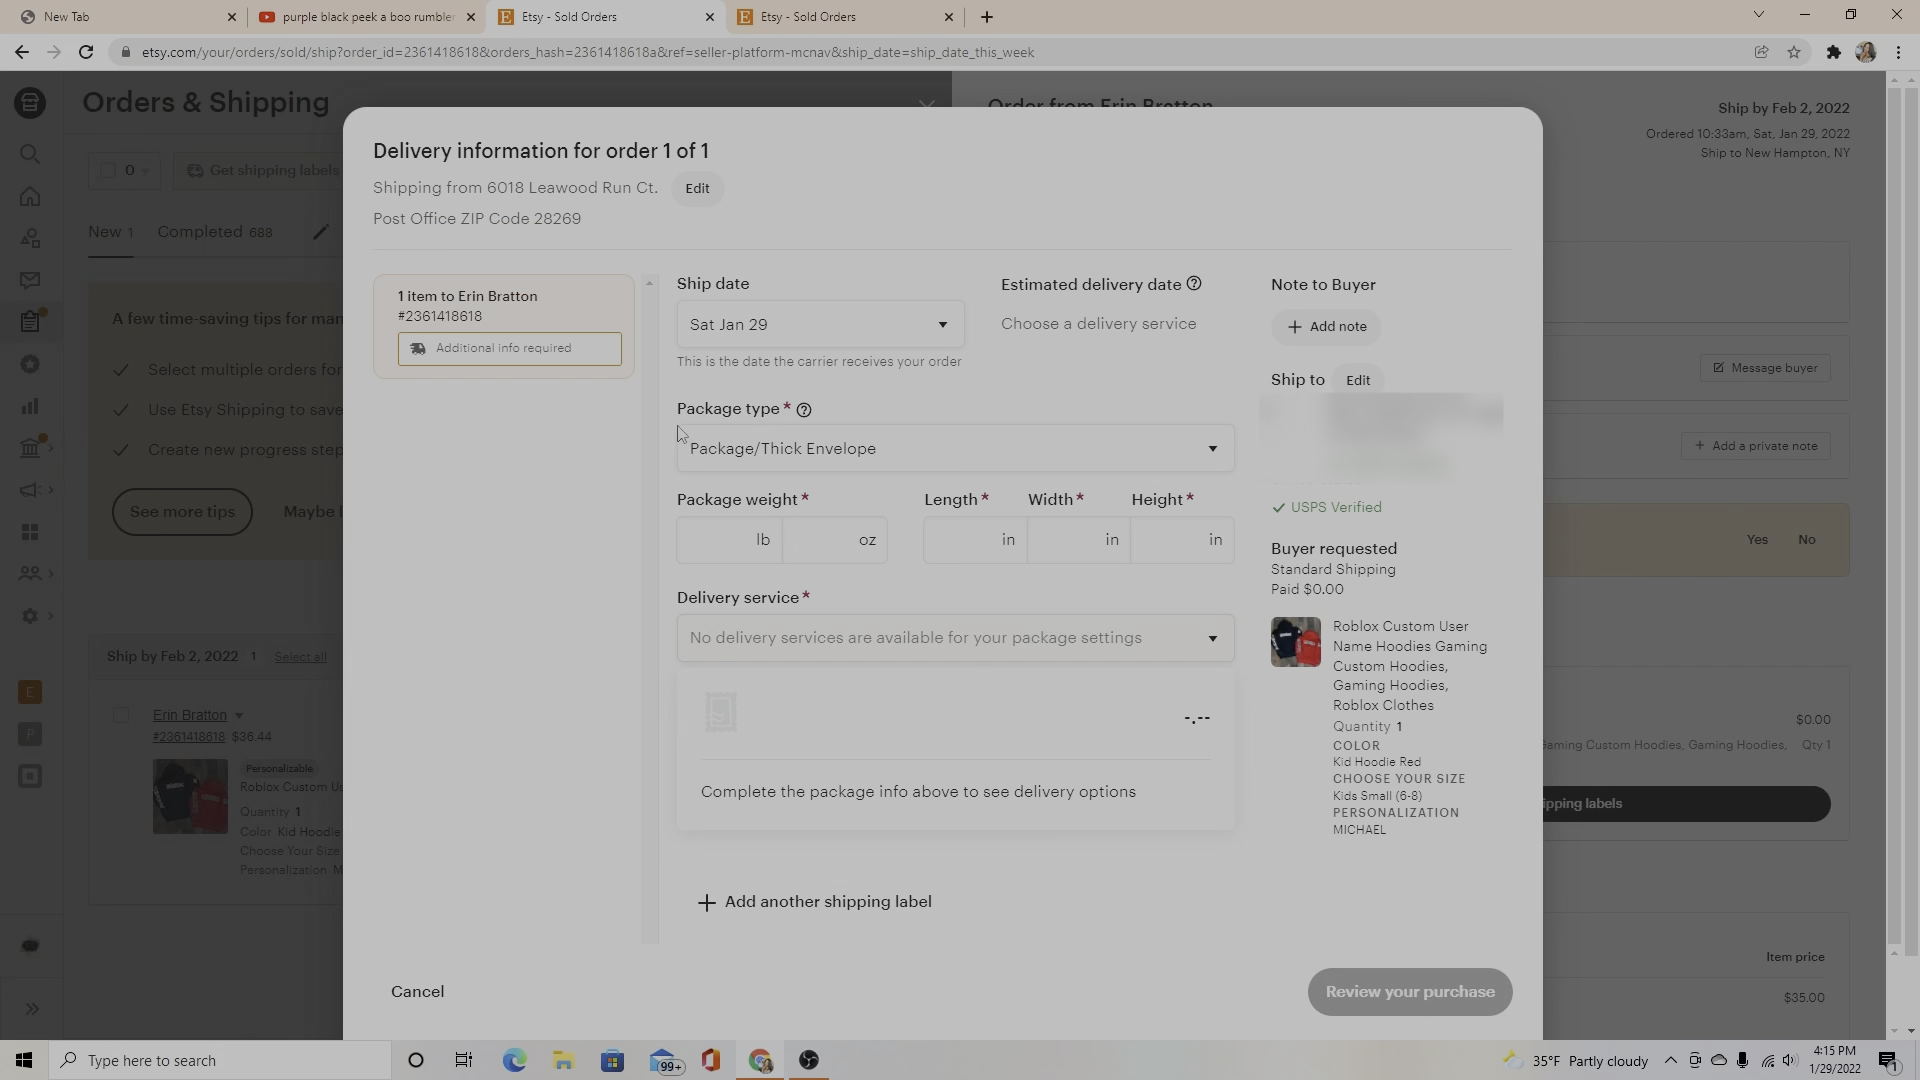 New Tab
purple black peek a boo rumbler
Etsy - Sold Orders
Etsy - Sold Orders
etsy.com/your/orders/sold/ship?order_id=2361418618&orders_hash=2361418618a&ref=seller-platform-mcnav&ship_date=ship_date_this_week
Orders & Shipping
Order from Erin Bratton
Ship by Feb 2, 2022
Ordered 10:33am, Sat, Jan 29, 2022
Ship to New Hampton, NY
0
Get shipping labels
New 1
Completed 688
A few time-saving tips for man
Select multiple orders for
Use Etsy Shipping to save
Create new progress step
See more tips
Maybe
Ship by Feb 2, 2022 1 Select all
Erin Bratton
#2361418618 $36.44
Personalizable
Roblox Custom Us
Quantity 1
Color Kid Hoodie
Choose Your Size
Personalization M
E
P
Delivery information for order 1 of 1
Shipping from 6018 Leawood Run Ct. Edit
Post Office ZIP Code 28269
1 item to Erin Bratton
#2361418618
Additional info required
Ship date
Sat Jan 29
This is the date the carrier receives your order
Estimated delivery date
Choose a delivery service
Package type *
Package/Thick Envelope
Package weight *
lb
oz
Length *
Width *
Height *
in
in
in
Delivery service *
No delivery services are available for your package settings
-.--
Complete the package info above to see delivery options
Add another shipping label
Note to Buyer
Add note
Ship to Edit
USPS Verified
Buyer requested
Standard Shipping
Paid $0.00
Roblox Custom User
Name Hoodies Gaming
Custom Hoodies,
Gaming Hoodies,
Roblox Clothes
Quantity 1
COLOR
Kid Hoodie Red
CHOOSE YOUR SIZE
Kids Small (6-8)
PERSONALIZATION
MICHAEL
Cancel
Review your purchase
Message buyer
Add a private note
Yes
No
$0.00
Gaming Custom Hoodies, Gaming Hoodies, Qty 1
ipping labels
Item price
$35.00
Type here to search
99+
35°F Partly cloudy
4:15 PM
1/29/2022
1